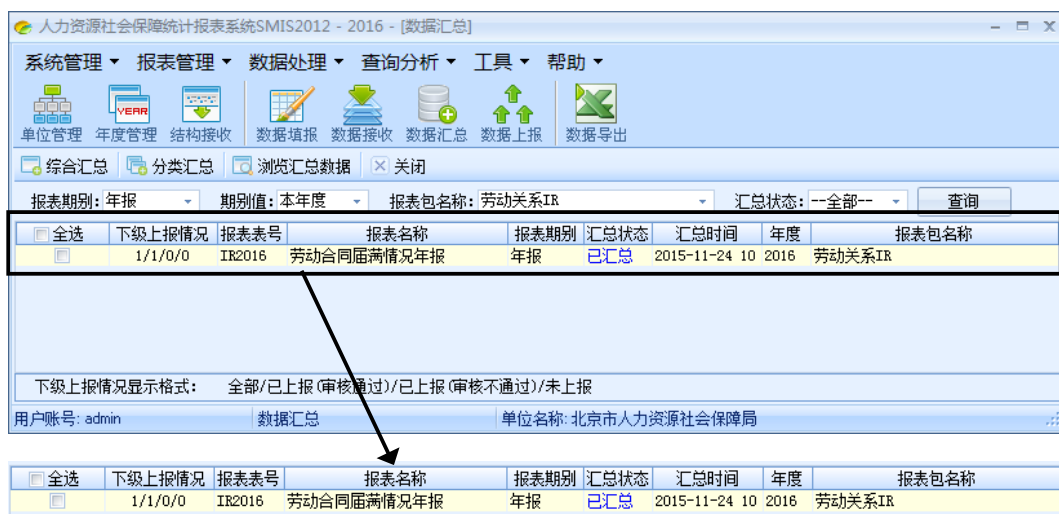 人力资源社会保障统计报表系统SMIS2012 - 2016 - [数据汇总]
系统管理 报表管理 数据处理 查询分析 工具 帮助
YEAR
单位管理 年度管理 结构接收 数据填报 数据接收 数据汇总 数据上报 数据导出
综合汇总 分类汇总 浏览汇总数据 关闭
报表期别: 年报 期别值: 本年度 报表包名称: 劳动关系IR 汇总状态: --全部-- 查询
全选 下级上报情况 报表表号 报表名称 报表期别 汇总状态 汇总时间 年度 报表包名称
1/1/0/0 IR2016 劳动合同届满情况年报 年报 已汇总 2015-11-24 10 2016 劳动关系IR
下级上报情况显示格式: 全部/已上报(审核通过)/已上报(审核不通过)/未上报
用户账号: admin 数据汇总 单位名称: 北京市人力资源社会保障局
全选 下级上报情况 报表表号 报表名称 报表期别 汇总状态 汇总时间 年度 报表包名称
1/1/0/0 IR2016 劳动合同届满情况年报 年报 已汇总 2015-11-24 10 2016 劳动关系IR